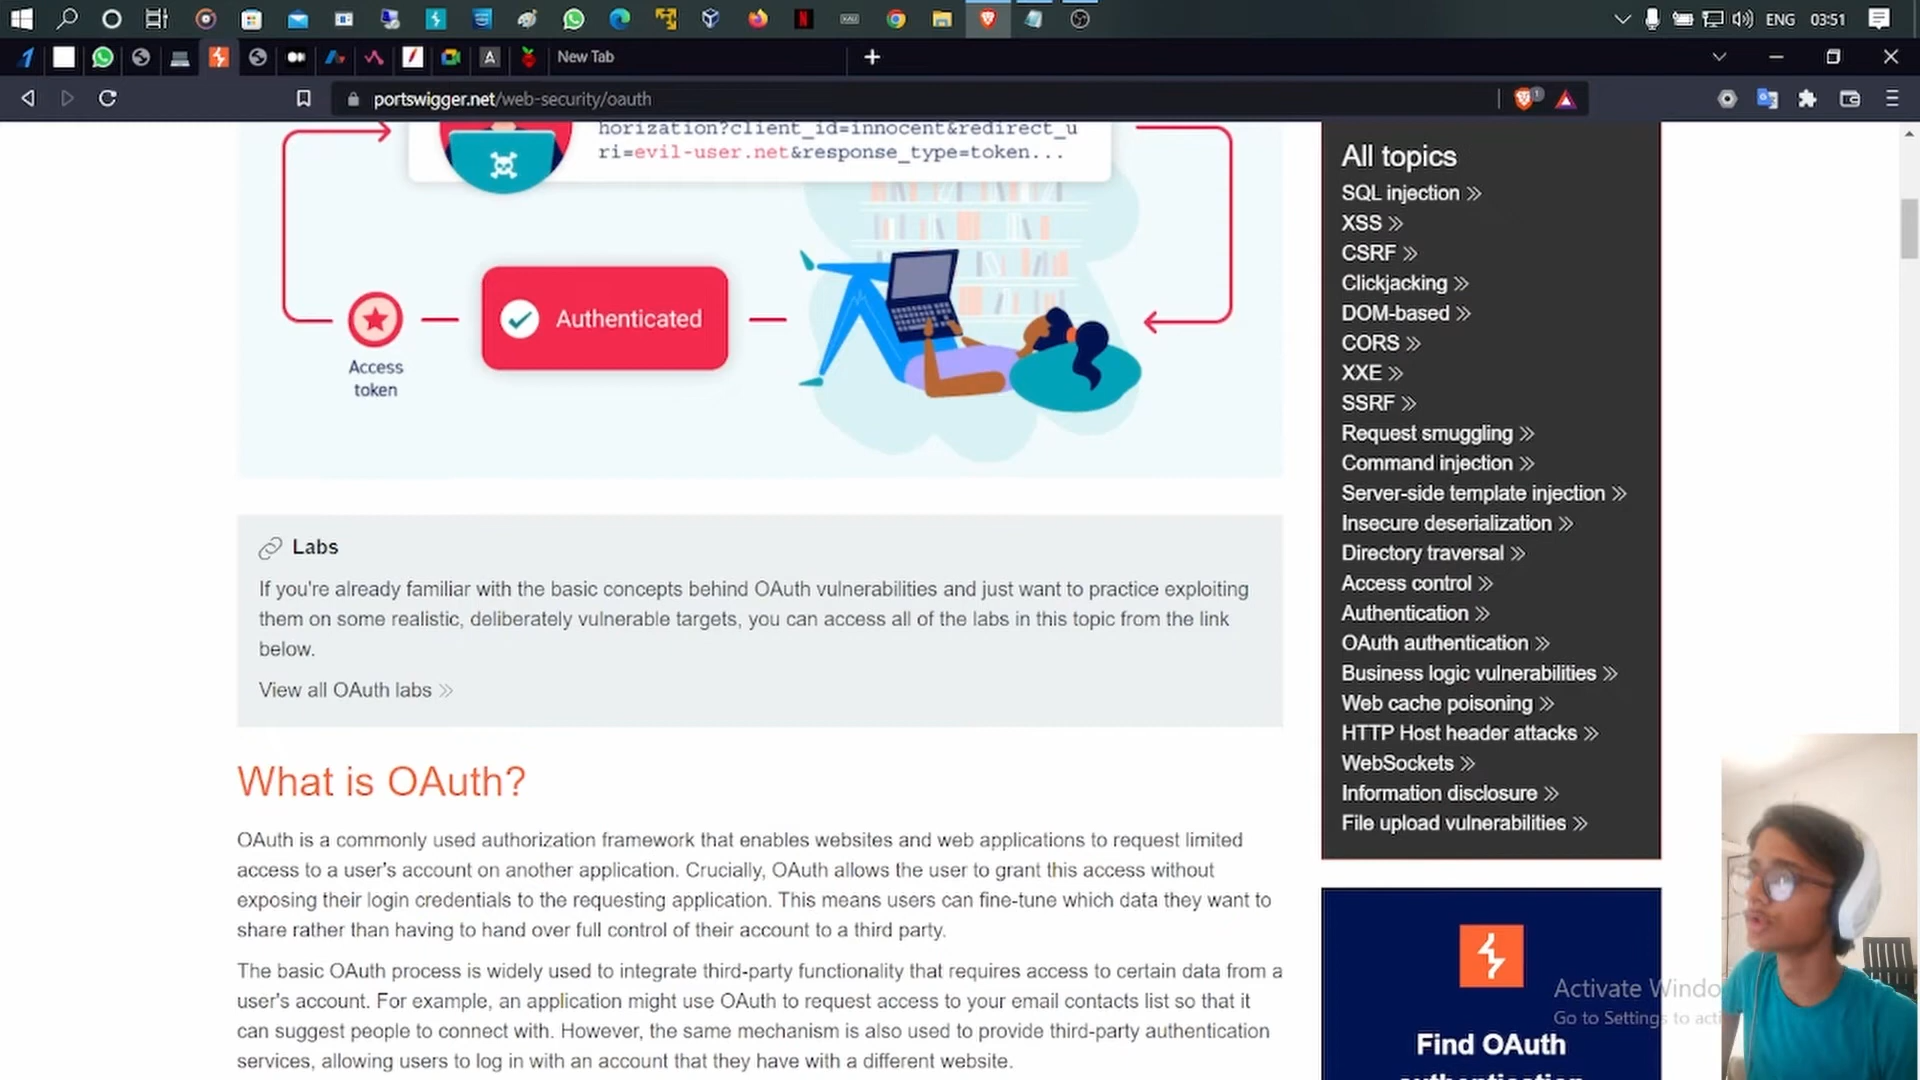 ENG 03:51
New Tab
portswigger.net/web-security/oauth
horization?client_id=innocent&redirect_u
ri=evil-user.net&response_type=token...
Authenticated
Access
token
Labs
If you're already familiar with the basic concepts behind OAuth vulnerabilities and just want to practice exploiting
them on some realistic, deliberately vulnerable targets, you can access all of the labs in this topic from the link
below.
View all OAuth labs
What is OAuth?
OAuth is a commonly used authorization framework that enables websites and web applications to request limited
access to a user's account on another application. Crucially, OAuth allows the user to grant this access without
exposing their login credentials to the requesting application. This means users can fine-tune which data they want to
share rather than having to hand over full control of their account to a third party.
The basic OAuth process is widely used to integrate third-party functionality that requires access to certain data from a
user's account. For example, an application might use OAuth to request access to your email contacts list so that it
can suggest people to connect with. However, the same mechanism is also used to provide third-party authentication
services, allowing users to log in with an account that they have with a different website.
All topics
SQL injection
XSS
CSRF
Clickjacking
DOM-based
CORS
XXE
SSRF
Request smuggling
Command injection
Server-side template injection
Insecure deserialization
Directory traversal
Access control
Authentication
OAuth authentication
Business logic vulnerabilities
Web cache poisoning
HTTP Host header attacks
WebSockets
Information disclosure
File upload vulnerabilities
Find OAuth
authentication
Activate Windo
Go to Settings to acti